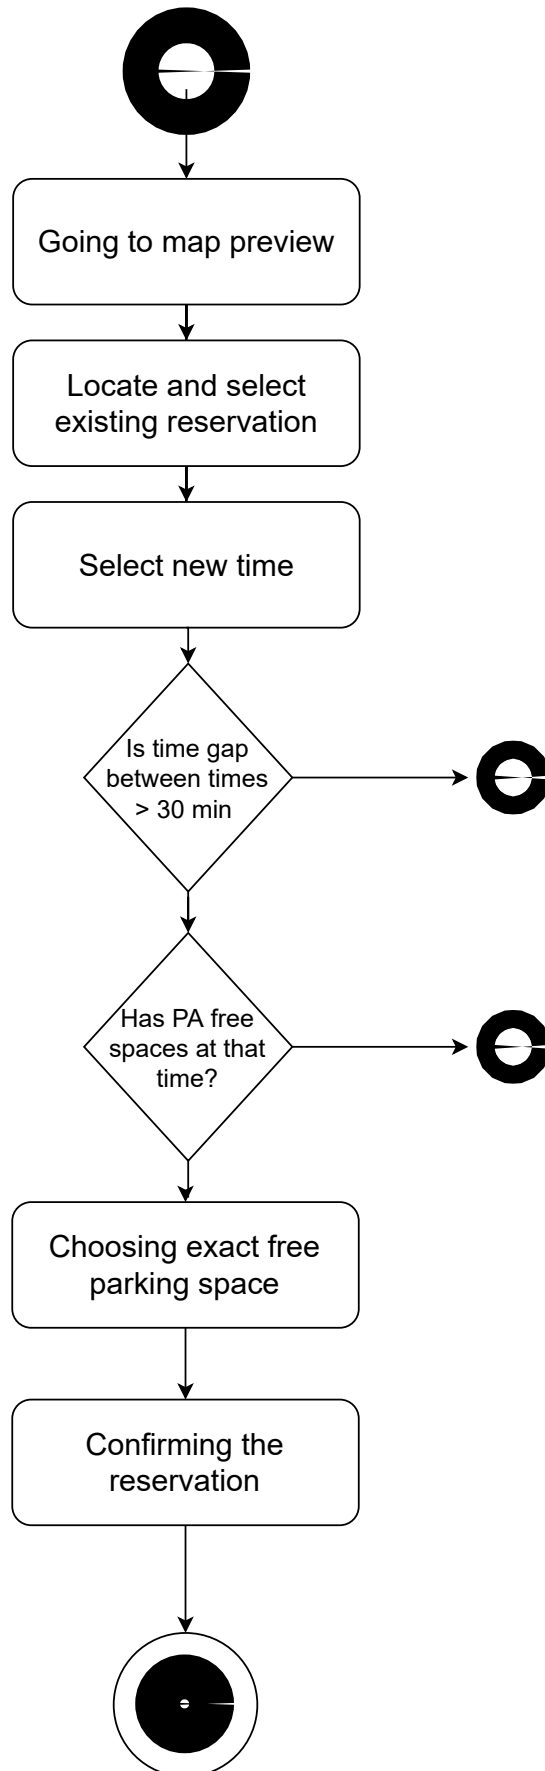 Going to map preview
Locate and select
existing reservation
Select new time
Is time gap
between times
> 30 min
Has PA free
spaces at that
time?
Choosing exact free
parking space
Confirming the
reservation